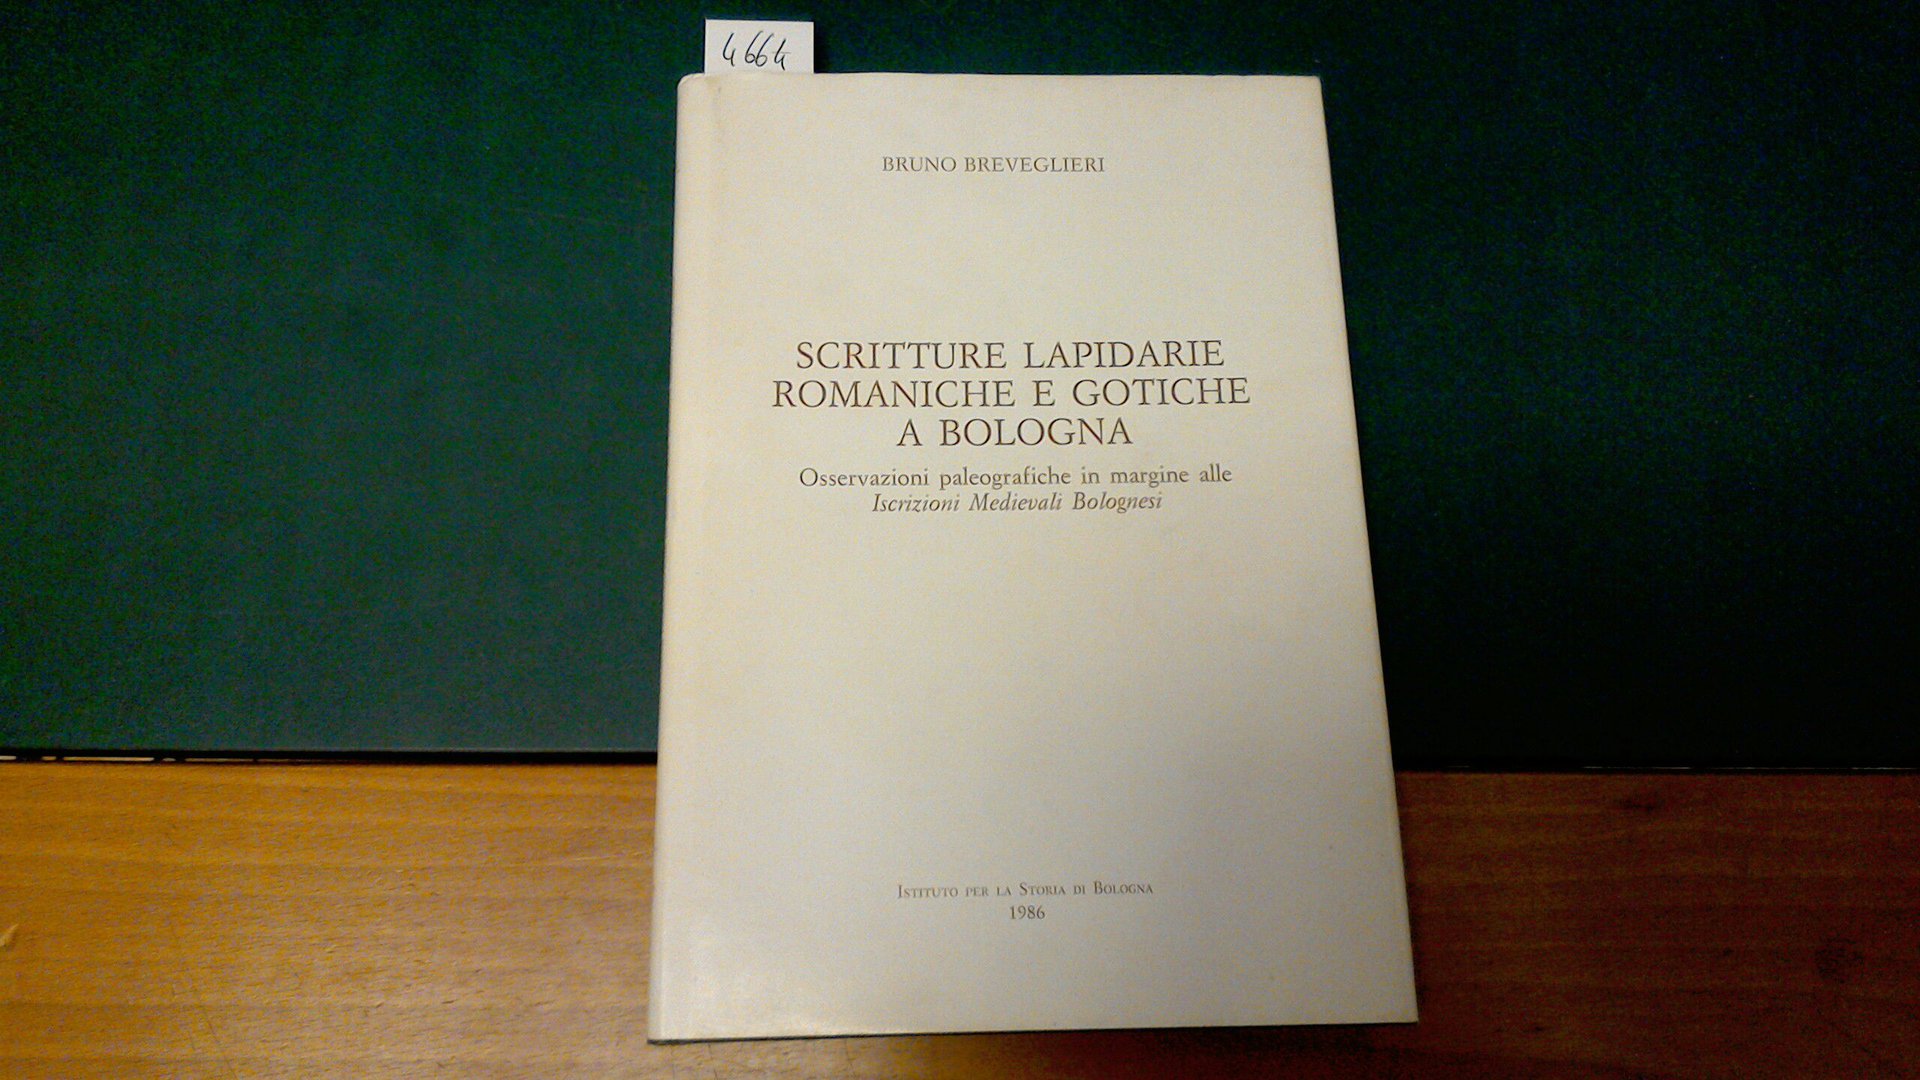 4664
BRUNO BREVEGLIERI
SCRITTURE LAPIDARIE
ROMANICHE E GOTICHE
A BOLOGNA
Osservazioni paleografiche in margine alle
Iscrizioni Medievali Bolognesi
ISTITUTO PER LA STORIA DI BOLOGNA
1986